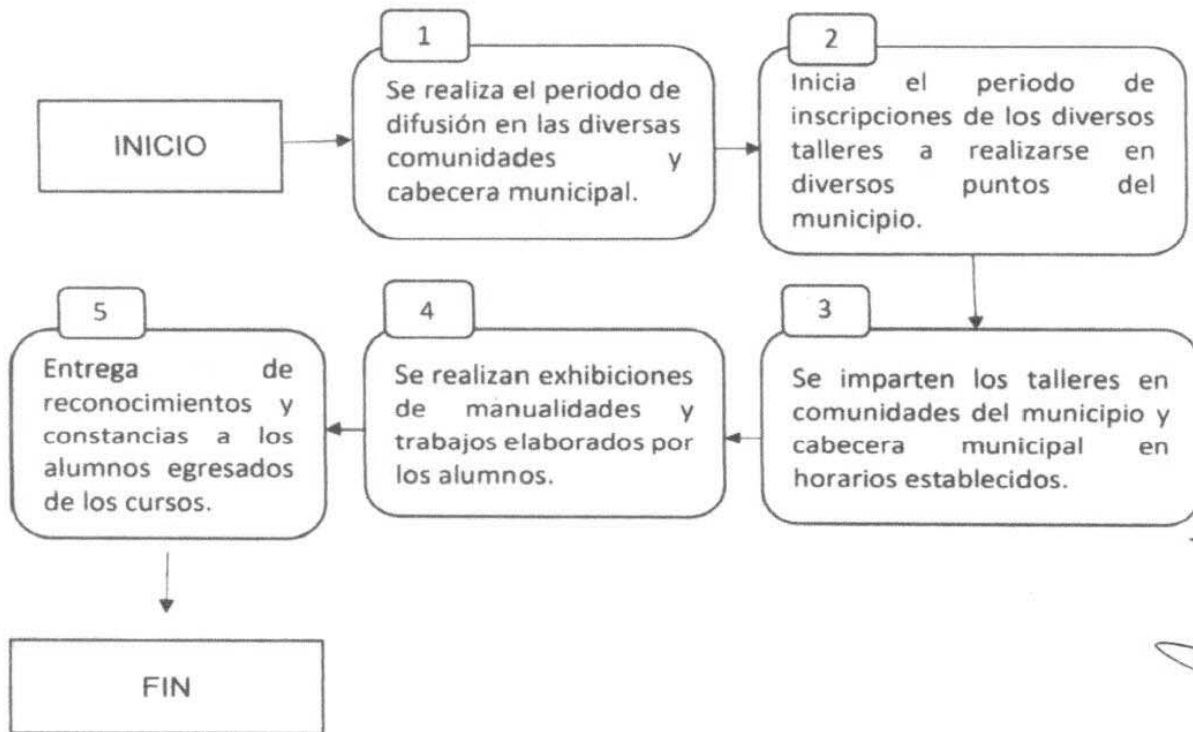 INICIO
1
Se realiza el periodo de
difusión en las diversas
comunidades y
cabecera municipal.
2
Inicia el periodo de
inscripciones de los diversos
talleres a realizarse en
diversos puntos del
municipio.
3
Se imparten los talleres en
comunidades del municipio y
cabecera municipal en
horarios establecidos.
4
Se realizan exhibiciones
de manualidades y
trabajos elaborados por
los alumnos.
5
Entrega de
reconocimientos y
constancias a los
alumnos egresados
de los cursos.
FIN